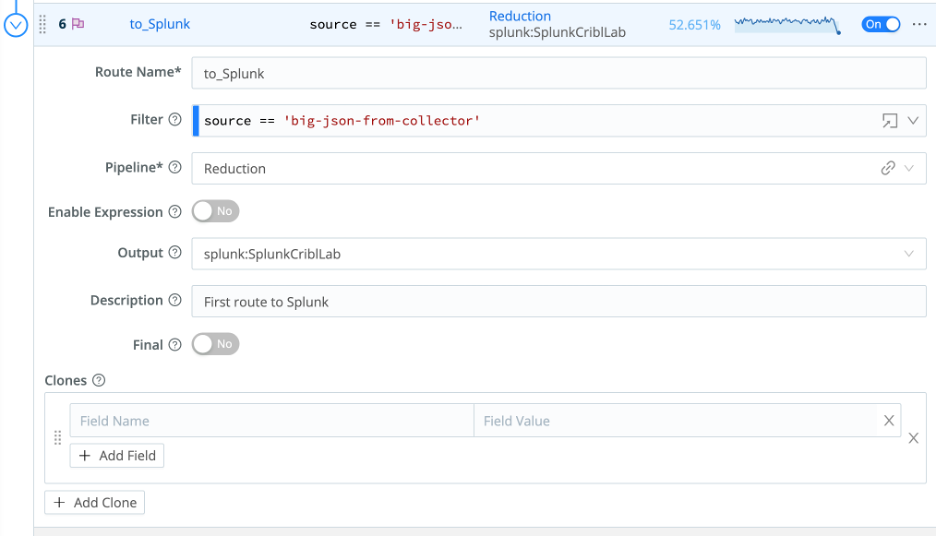 6 to_Splunk source == 'big-jso... Reduction 52.651% On ...
splunk:SplunkCriblLab
Route Name* to_Splunk
Filter ? source == 'big-json-from-collector'
Pipeline* ? Reduction
Enable Expression ? No
Output ? splunk:SplunkCriblLab
Description ? First route to Splunk
Final ? No
Clones ?
Field Name Field Value
+ Add Field
+ Add Clone